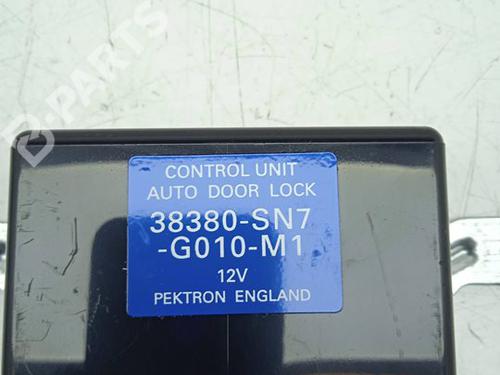 B-PARTS
CONTROL UNIT
AUTO DOOR LOCK
38380-SN7
-G010-M1
12V
PEKTRON ENGLAND